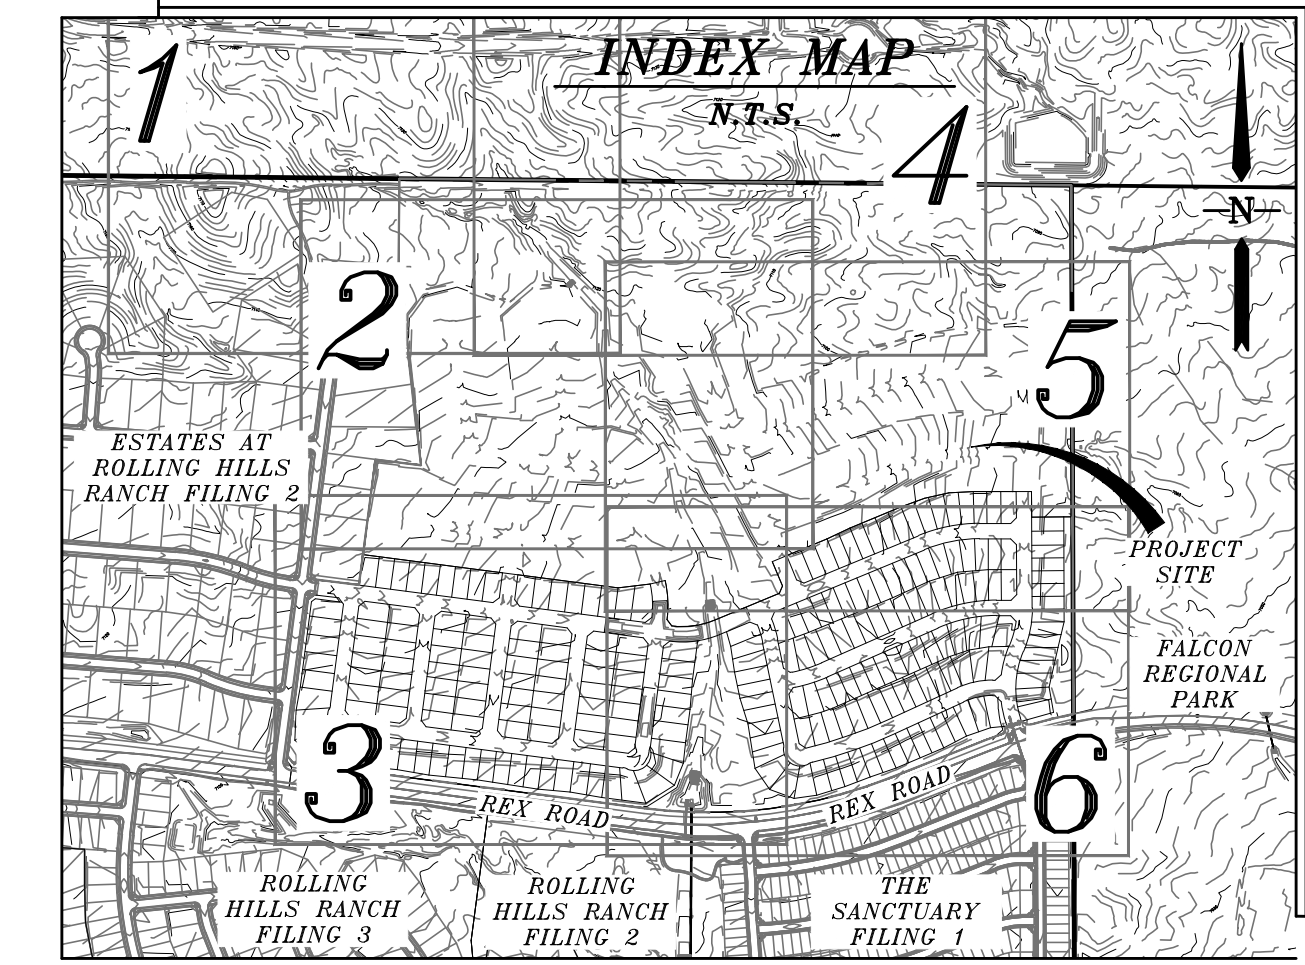 INDEX MAP
N.T.S.
1
4
N
2
5
ESTATES AT
ROLLING HILLS
RANCH FILING 2
PROJECT
SITE
FALCON
REGIONAL
PARK
3
6
REX ROAD
REX ROAD
ROLLING
HILLS RANCH
FILING 3
ROLLING
HILLS RANCH
FILING 2
THE
SANCTUARY
FILING 1